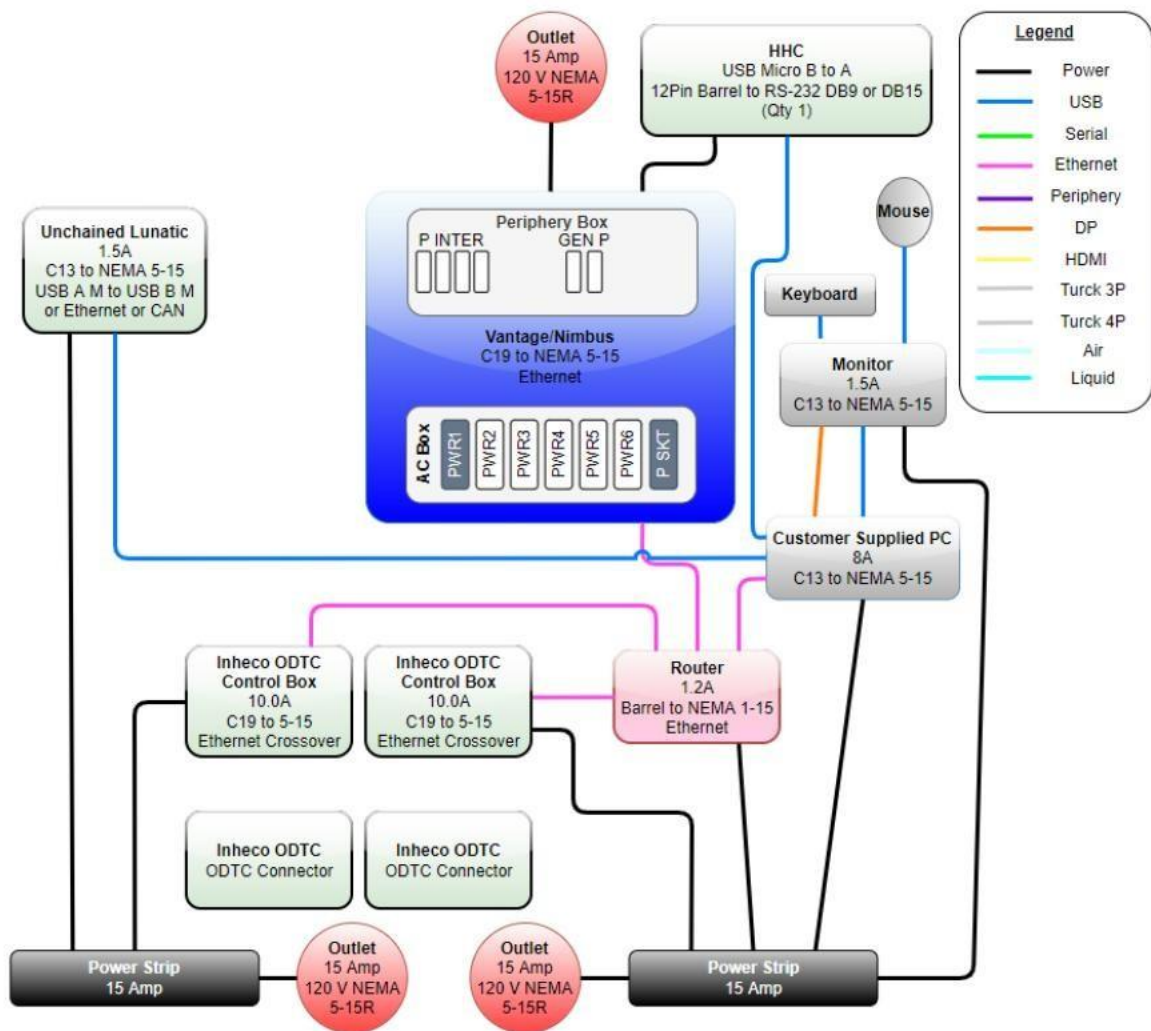 Outlet
15 Amp
120 V NEMA
5-15R
HHC
USB Micro B to A
12Pin Barrel to RS-232 DB9 or DB15
(Qty 1)
Legend
Power
USB
Serial
Ethernet
Periphery
DP
HDMI
Turck 3P
Turck 4P
Air
Liquid
Unchained Lunatic
1.5A
C13 to NEMA 5-15
USB A M to USB B M
or Ethernet or CAN
Periphery Box
P INTER
GEN P
Vantage/Nimbus
C19 to NEMA 5-15
Ethernet
AC Box
PWR1
PWR2
PWR3
PWR4
PWR5
PWR6
P SKT
Mouse
Keyboard
Monitor
1.5A
C13 to NEMA 5-15
Customer Supplied PC
8A
C13 to NEMA 5-15
Inheco ODTC
Control Box
10.0A
C19 to 5-15
Ethernet Crossover
Inheco ODTC
Control Box
10.0A
C19 to 5-15
Ethernet Crossover
Router
1.2A
Barrel to NEMA 1-15
Ethernet
Inheco ODTC
ODTC Connector
Inheco ODTC
ODTC Connector
Power Strip
15 Amp
Outlet
15 Amp
120 V NEMA
5-15R
Outlet
15 Amp
120 V NEMA
5-15R
Power Strip
15 Amp